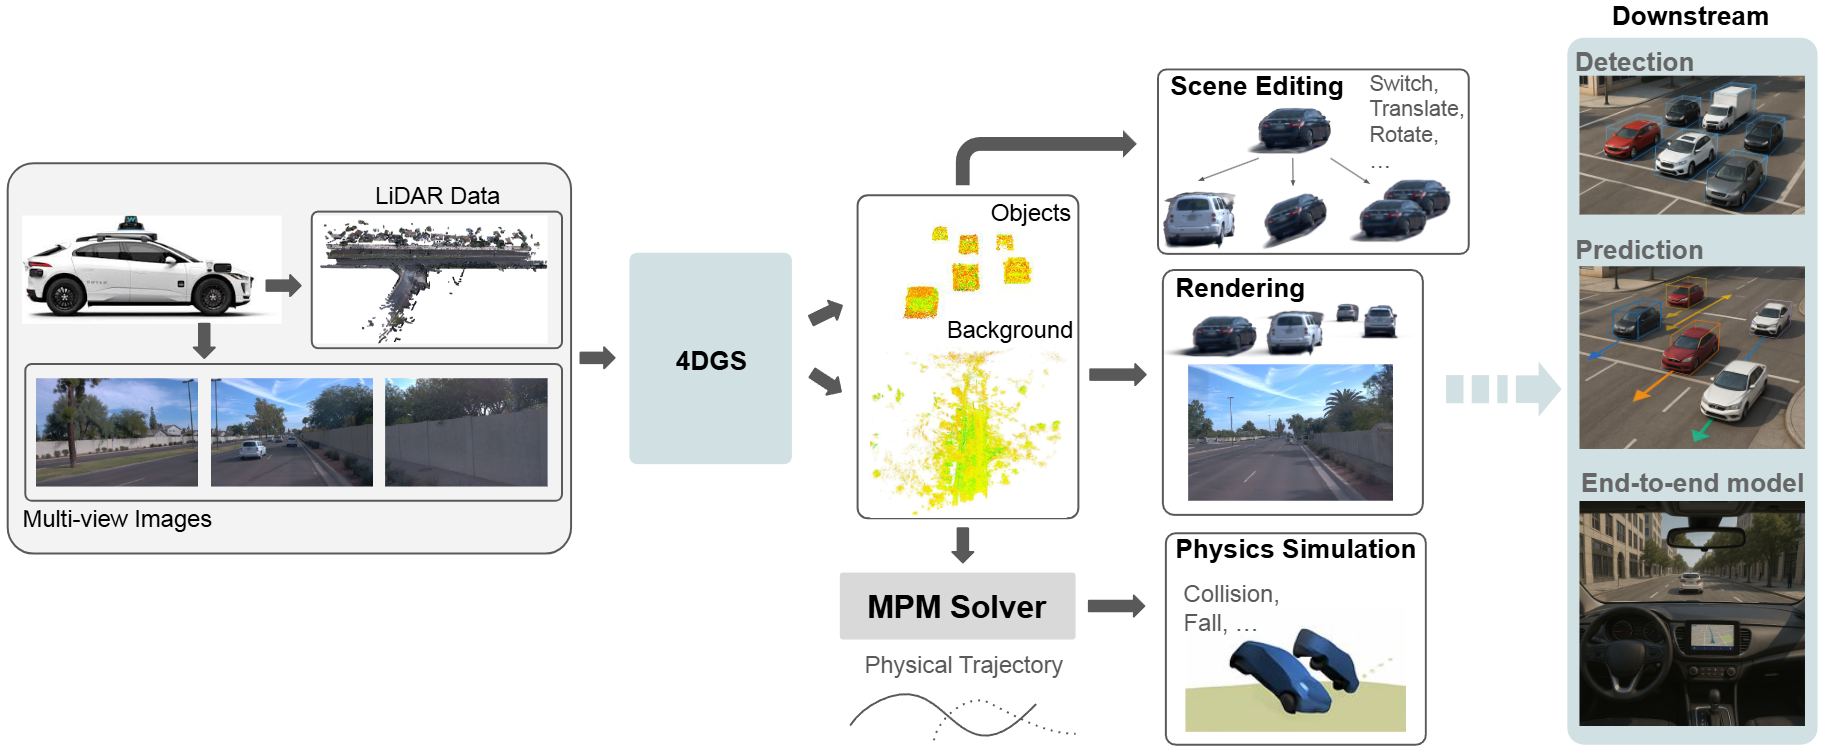 LiDAR Data
Multi-view Images
4DGS
Objects
Background
MPM Solver
Physical Trajectory
Scene Editing
Switch,
Translate,
Rotate,
...
Rendering
Physics Simulation
Collision,
Fall, ...
Downstream
Detection
Prediction
End-to-end model